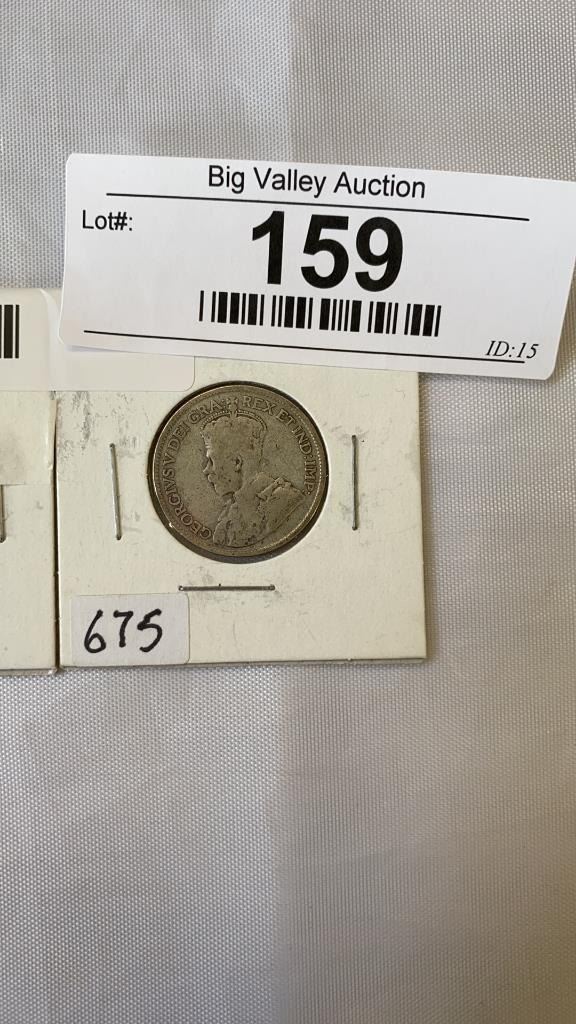 Big Valley Auction
Lot#:
159
ID:15
GEORGIVS V DEI GRA: REX ET IND: IMP:
675